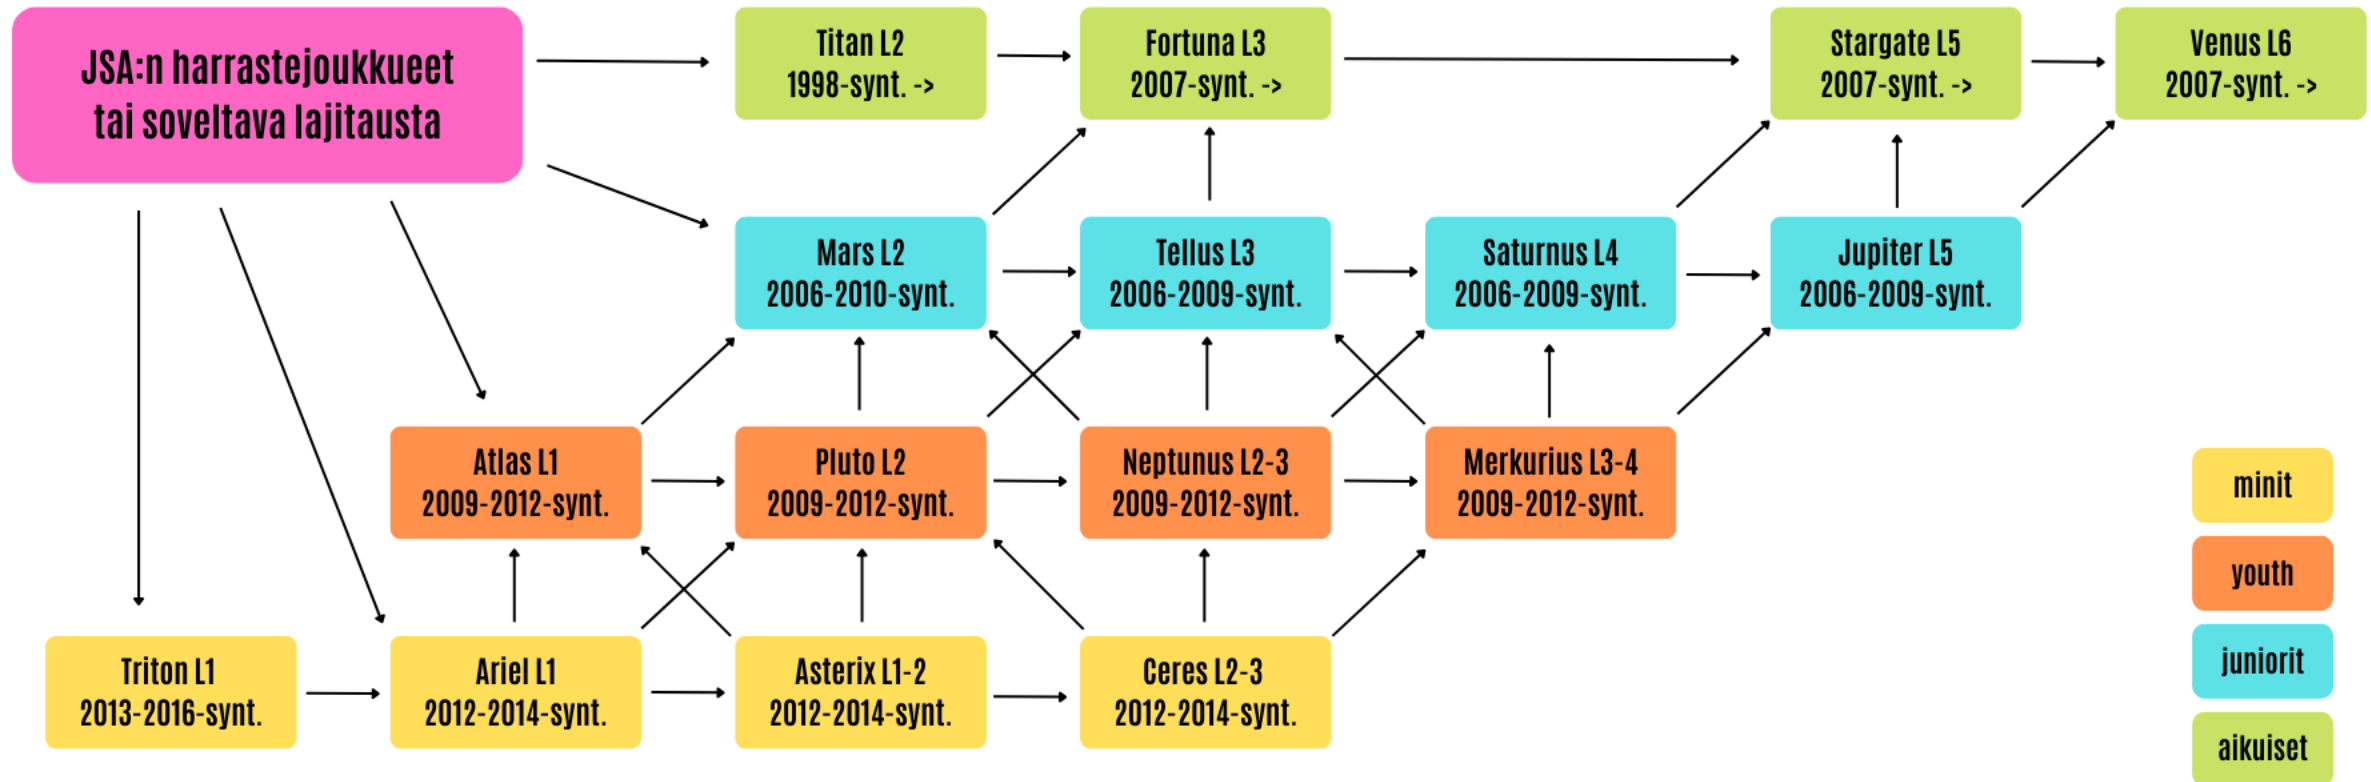 JSA:n harrastejoukkueet
tai soveltava lajitausta
Titan L2
1998-synt. ->
Fortuna L3
2007-synt. ->
Stargate L5
2007-synt. ->
Venus L6
2007-synt. ->
Mars L2
2006-2010-synt.
Tellus L3
2006-2009-synt.
Saturnus L4
2006-2009-synt.
Jupiter L5
2006-2009-synt.
Atlas L1
2009-2012-synt.
Pluto L2
2009-2012-synt.
Neptunus L2-3
2009-2012-synt.
Merkurius L3-4
2009-2012-synt.
Triton L1
2013-2016-synt.
Ariel L1
2012-2014-synt.
Asterix L1-2
2012-2014-synt.
Ceres L2-3
2012-2014-synt.
minit
youth
juniorit
aikuiset